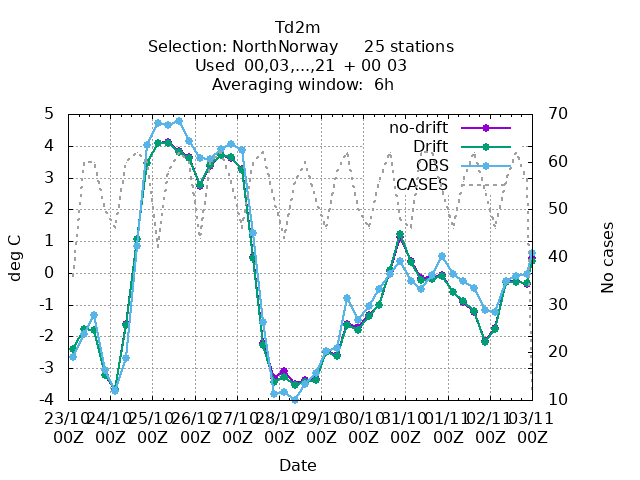 Td2m
Selection: NorthNorway 25 stations
Used 00,03,...,21 + 00 03
Averaging window: 6h
5 70
no-drift
Drift
4 60
OBS
3
CASES
2 50
1 40
0
-1 30
-2 20
-3
-4 10
deg C
No cases
23/10 24/10 25/10 26/10 27/10 28/10 29/10 30/10 31/10 01/11 02/11 03/11
00Z 00Z 00Z 00Z 00Z 00Z 00Z 00Z 00Z 00Z 00Z 00Z
Date